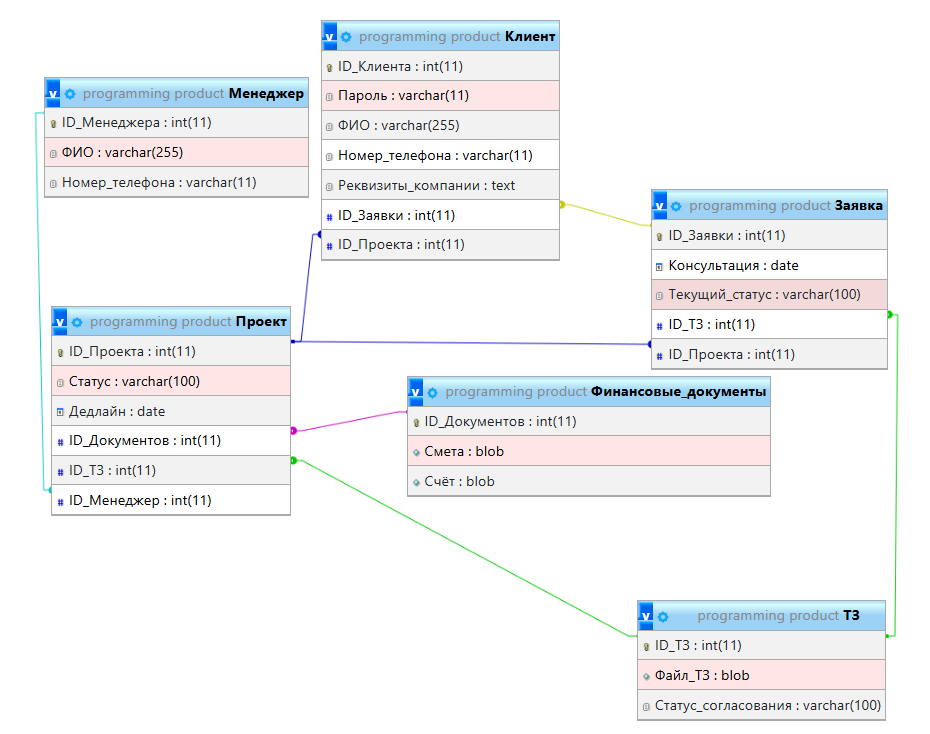 programming product Клиент
ID_Клиента : int(11)
Пароль : varchar(11)
ФИО : varchar(255)
Номер_телефона : varchar(11)
Реквизиты_компании : text
ID_Заявки : int(11)
ID_Проекта : int(11)
programming product Менеджер
ID_Менеджера : int(11)
ФИО : varchar(255)
Номер_телефона : varchar(11)
programming product Заявка
ID_Заявки : int(11)
Консультация : date
Текущий_статус : varchar(100)
ID_ТЗ : int(11)
ID_Проекта : int(11)
programming product Проект
ID_Проекта : int(11)
Статус : varchar(100)
Дедлайн : date
ID_Документов : int(11)
ID_ТЗ : int(11)
ID_Менеджер : int(11)
programming product Финансовые_документы
ID_Документов : int(11)
Смета : blob
Счёт : blob
programming product ТЗ
ID_ТЗ : int(11)
Файл_ТЗ : blob
Статус_согласования : varchar(100)